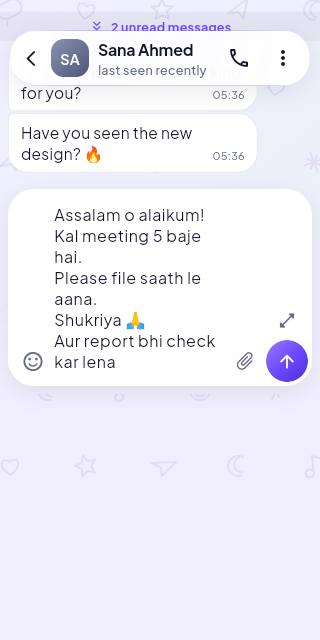 2 unread messages
SA
Sana Ahmed
last seen recently
for you?
05:36
Have you seen the new
design? 🔥
05:36
Assalam o alaikum!
Kal meeting 5 baje
hai.
Please file saath le
aana.
Shukriya 🙏
Aur report bhi check
kar lena